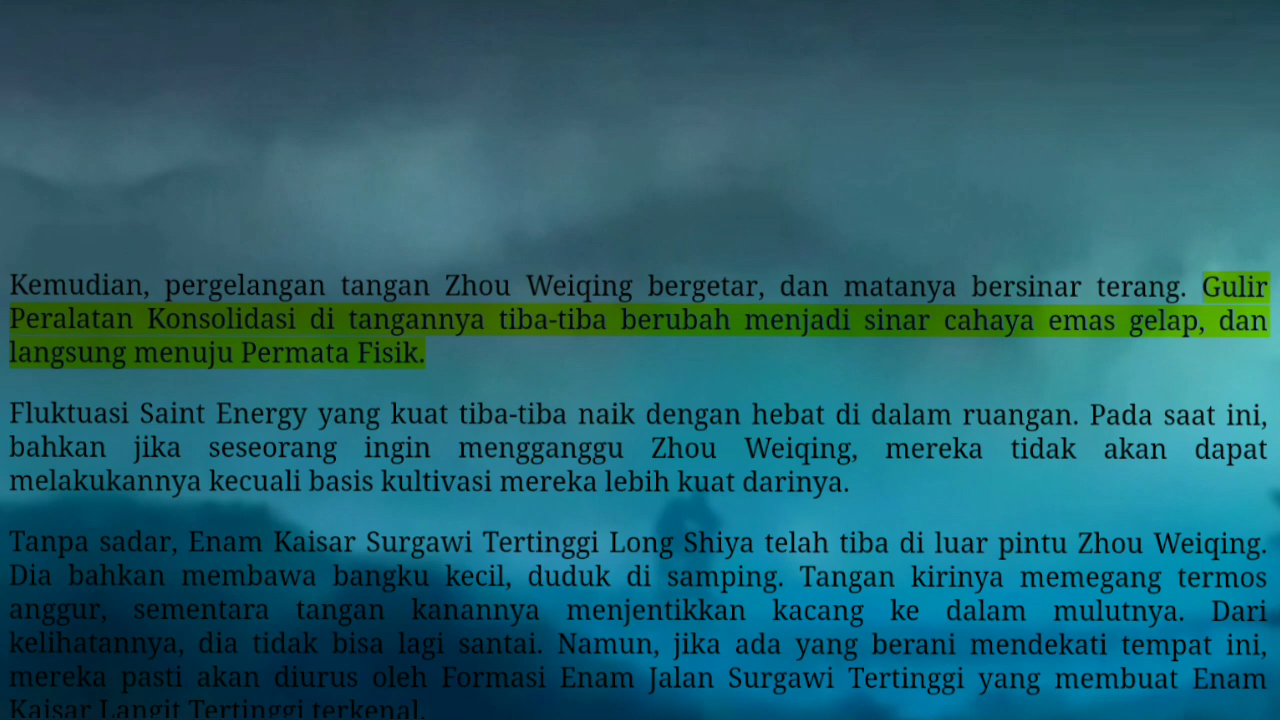 Kemudian, pergelangan tangan Zhou Weiqing bergetar, dan matanya bersinar terang. Gulir
Peralatan Konsolidasi di tangannya tiba-tiba berubah menjadi sinar cahaya emas gelap, dan
langsung menuju Permata Fisik.
Fluktuasi Saint Energy yang kuat tiba-tiba naik dengan hebat di dalam ruangan. Pada saat ini,
bahkan jika seseorang ingin mengganggu Zhou Weiqing, mereka tidak akan dapat
melakukannya kecuali basis kultivasi mereka lebih kuat darinya.
Tanpa sadar, Enam Kaisar Surgawi Tertinggi Long Shiya telah tiba di luar pintu Zhou Weiqing.
Dia bahkan membawa bangku kecil, duduk di samping. Tangan kirinya memegang termos
anggur, sementara tangan kanannya menjentikkan kacang ke dalam mulutnya. Dari
kelihatannya, dia tidak bisa lagi santai. Namun, jika ada yang berani mendekati tempat ini,
mereka pasti akan diurus oleh Formasi Enam Jalan Surgawi Tertinggi yang membuat Enam
Kaisar Langit Tertinggi terkenal.